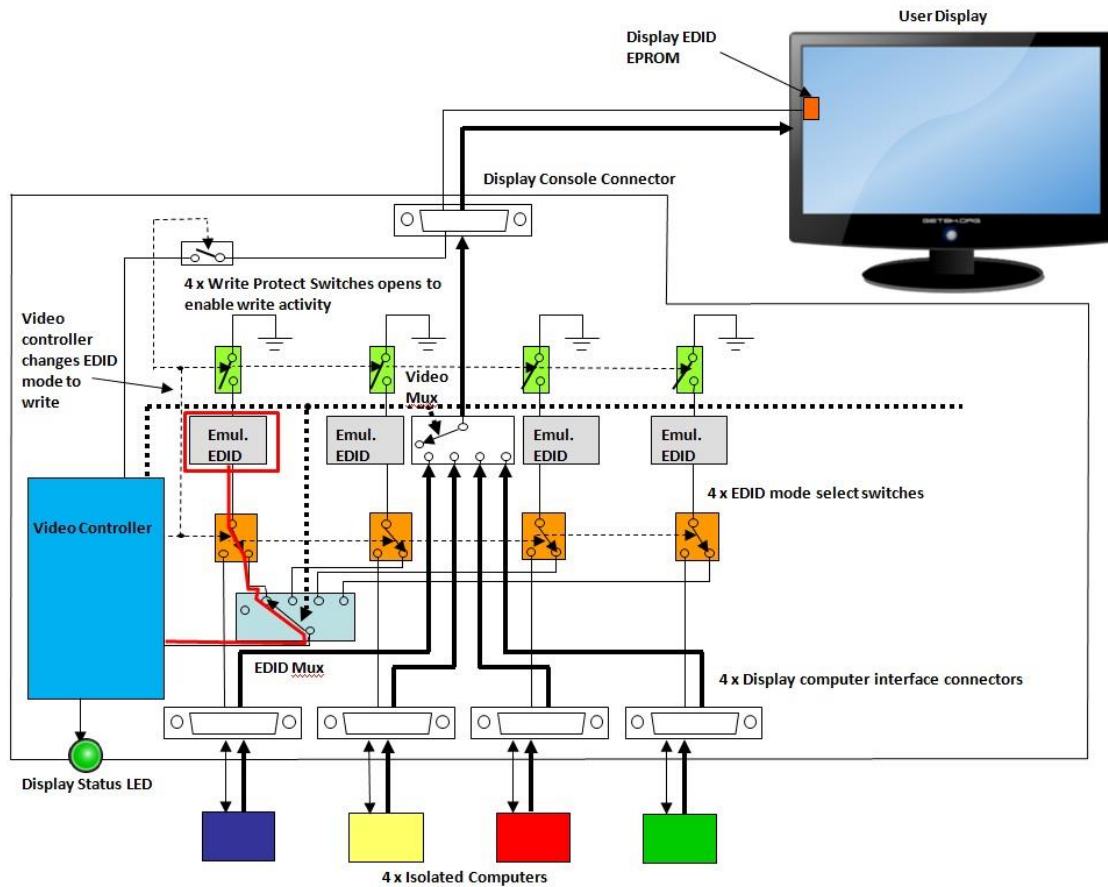 User Display
Display EDID
EPROM
Display Console Connector
4 x Write Protect Switches opens to
enable write activity
Video
controller
changes EDID
mode to
write
Video
Mux
Emul.
EDID
Emul.
EDID
Emul.
EDID
Emul.
EDID
4 x EDID mode select switches
Video Controller
EDID Mux
4 x Display computer interface connectors
Display Status LED
4 x Isolated Computers